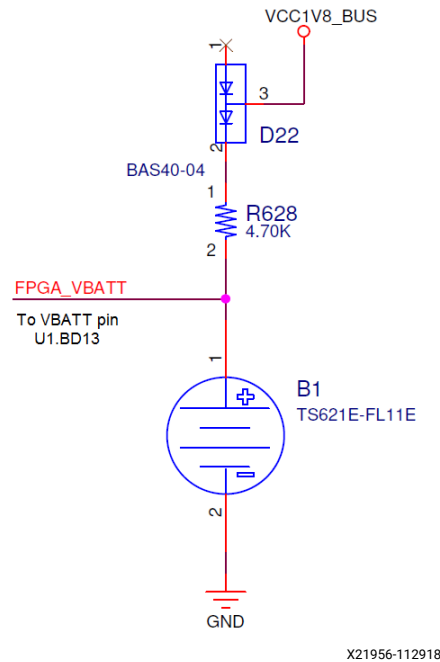 VCC1V8_BUS
1
3
D22
2
BAS40-04
1
R628
4.70K
2
FPGA_VBATT
To VBATT pin
U1.BD13
1
B1
TS621E-FL11E
2
GND
X21956-112918